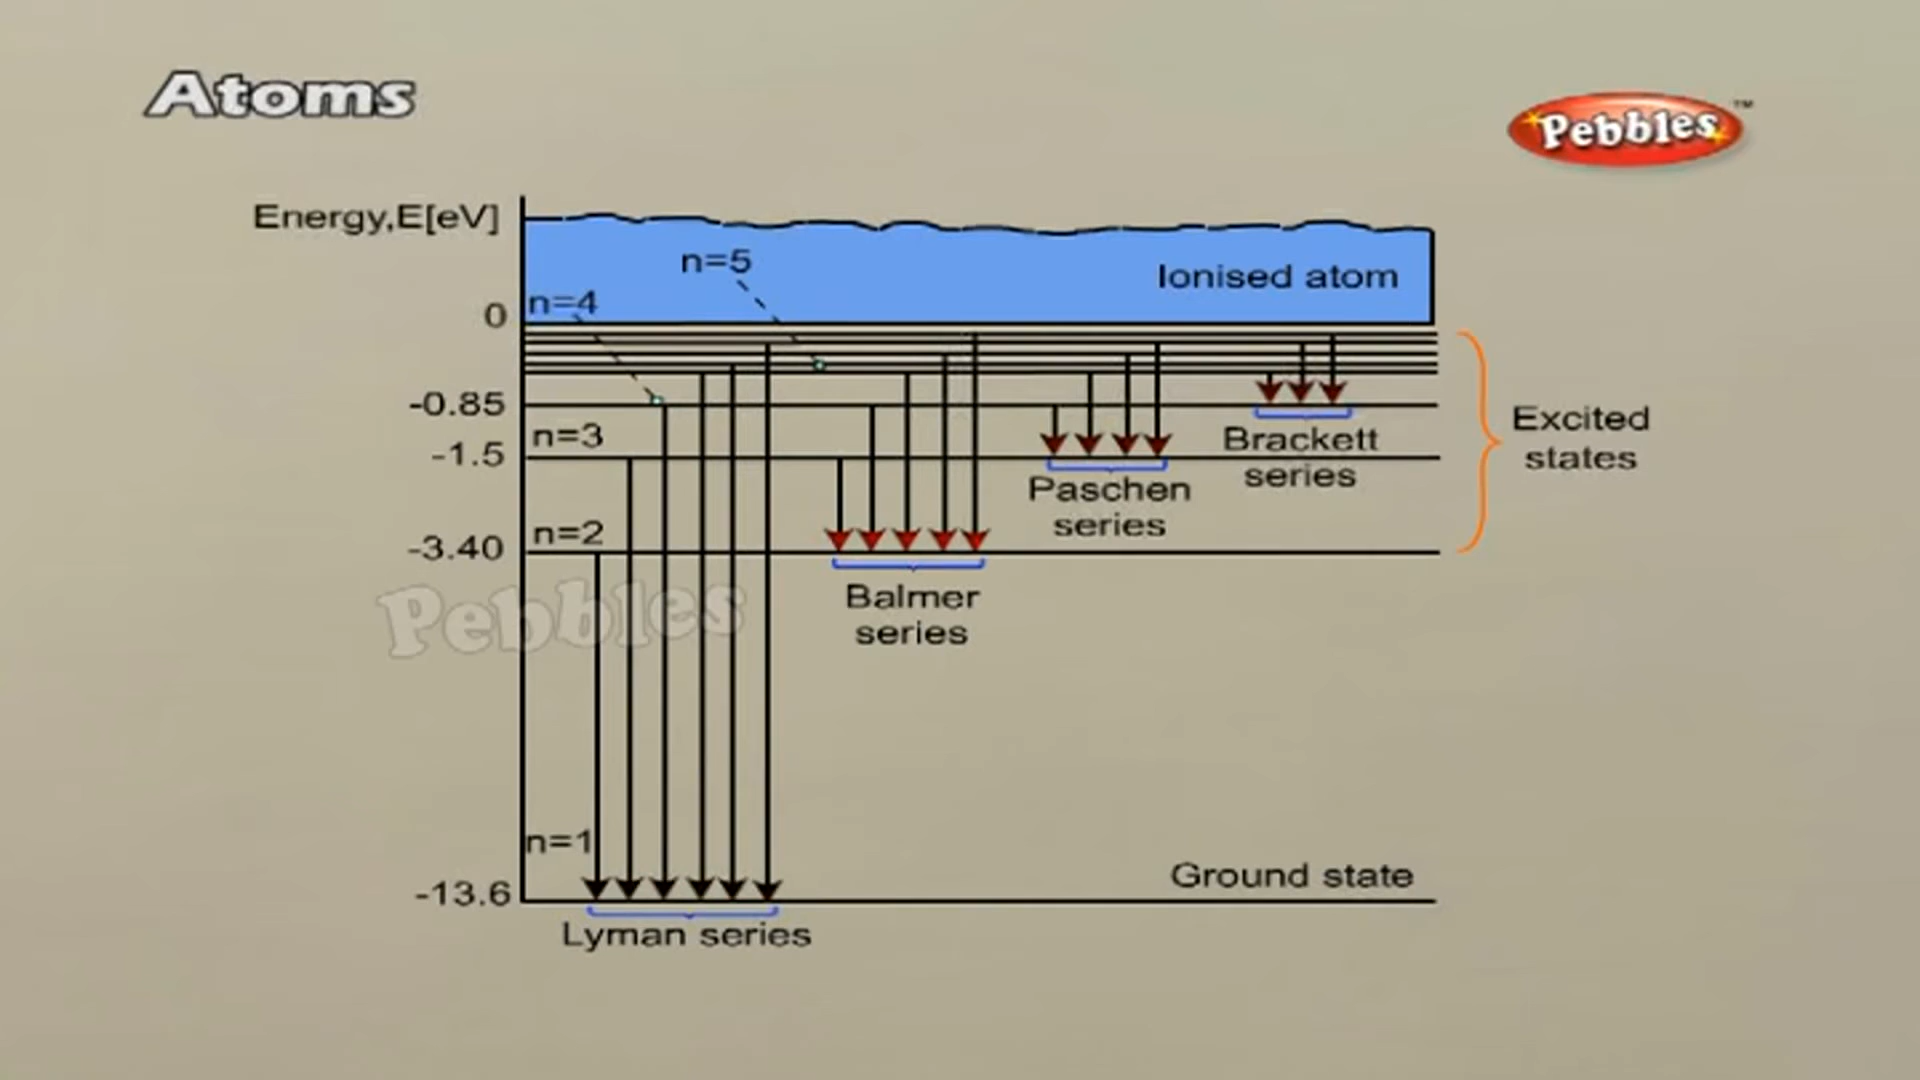 Atoms
Pebbles™
Energy,E[eV]
n=5
Ionised atom
n=4
0
-0.85
n=3
-1.5
Excited
states
Brackett
series
Paschen
series
n=2
-3.40
Pebbles
Balmer
series
n=1
-13.6
Ground state
Lyman series